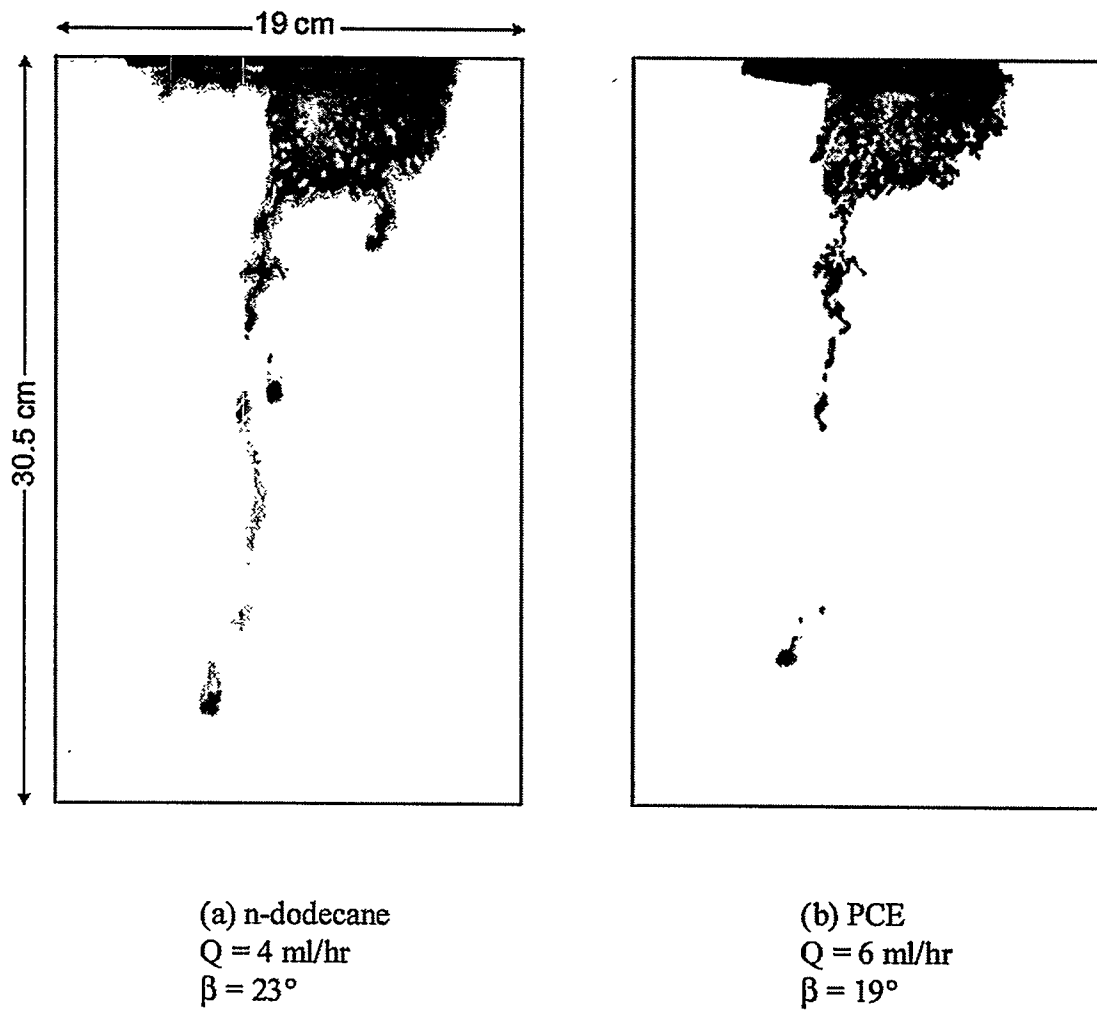 19 cm
30.5 cm
(a) n-dodecane
Q = 4 ml/hr
β = 23°
(b) PCE
Q = 6 ml/hr
β = 19°